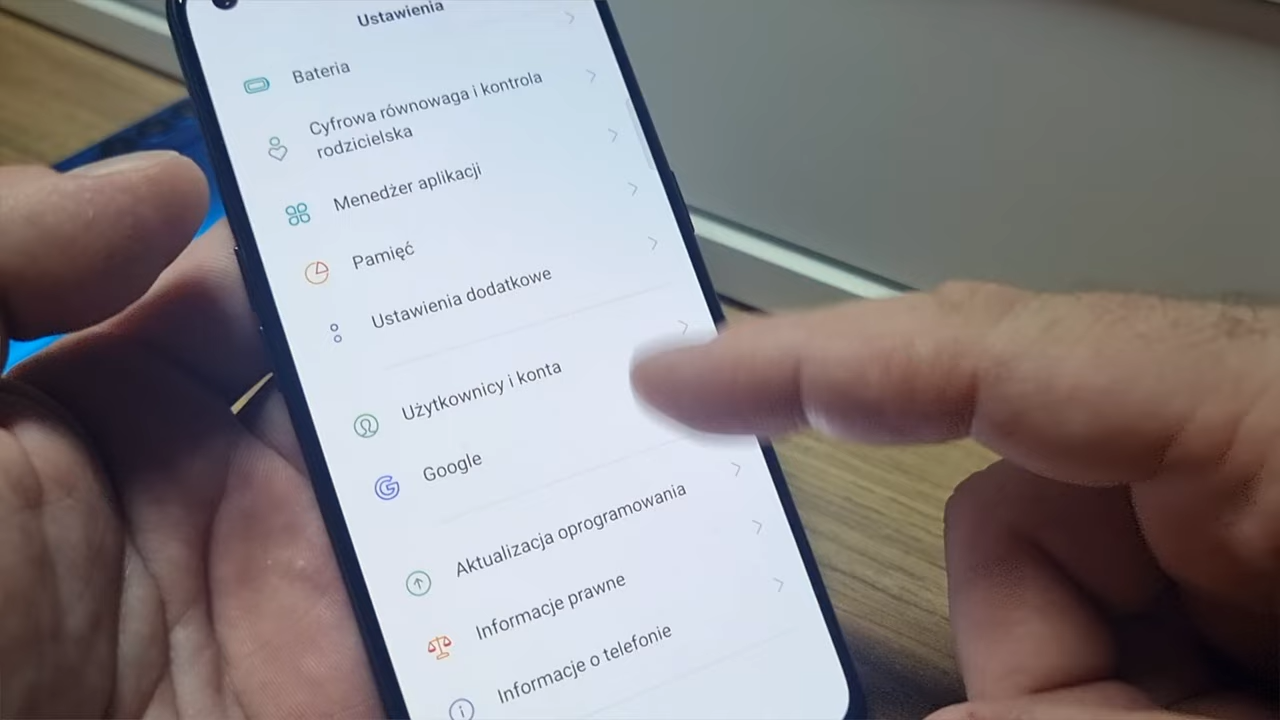 Ustawienia
Bateria
Cyfrowa równowaga i kontrola
rodzicielska
Menedżer aplikacji
Pamięć
Ustawienia dodatkowe
Użytkownicy i konta
Google
Aktualizacja oprogramowania
Informacje prawne
Informacje o telefonie